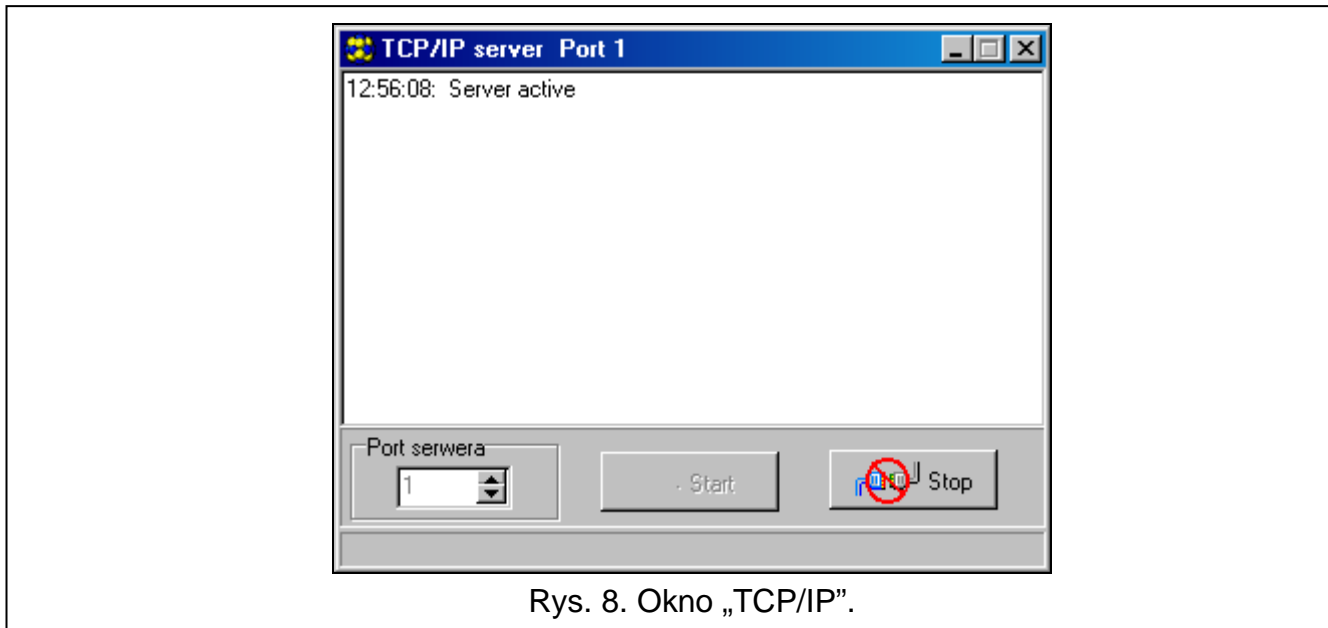 TCP/IP server Port 1
12:56:08: Server active
Port serwera
1
Start
Stop
Rys. 8. Okno „TCP/IP”.